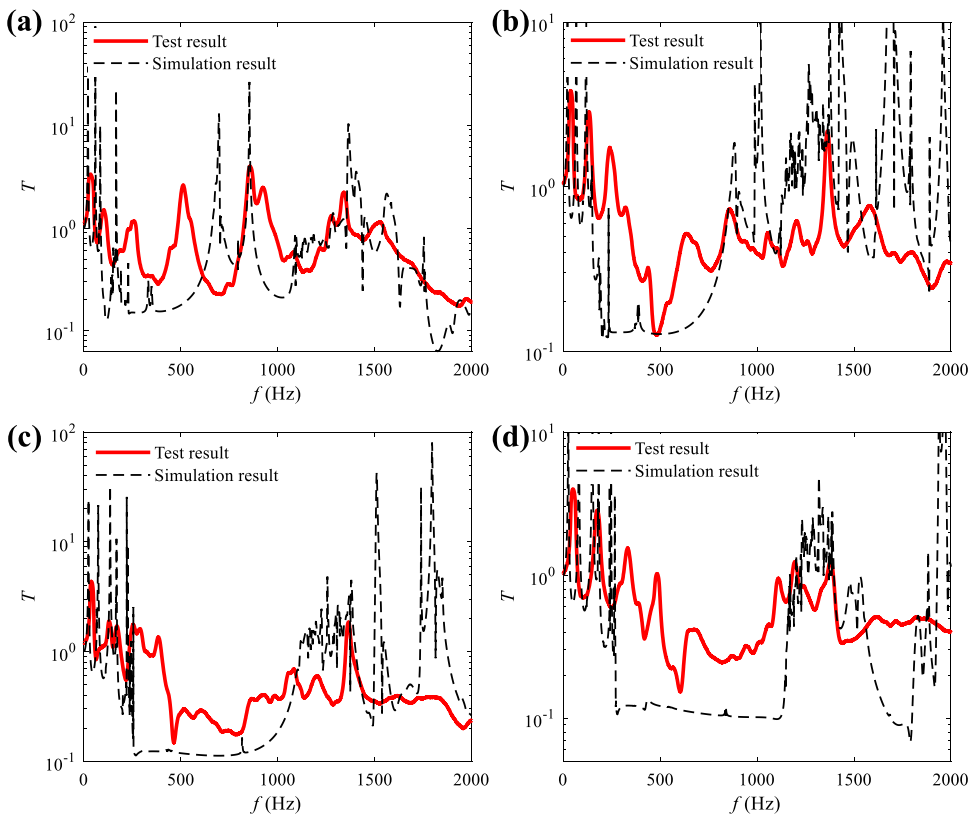 (a)
10^2
10^1
10^0
10^-1
T
Test result
Simulation result
0 500 1000 1500 2000
f (Hz)
(b)
10^1
10^0
10^-1
T
Test result
Simulation result
0 500 1000 1500 2000
f (Hz)
(c)
10^2
10^1
10^0
10^-1
T
Test result
Simulation result
0 500 1000 1500 2000
f (Hz)
(d)
10^1
10^0
10^-1
T
Test result
Simulation result
0 500 1000 1500 2000
f (Hz)